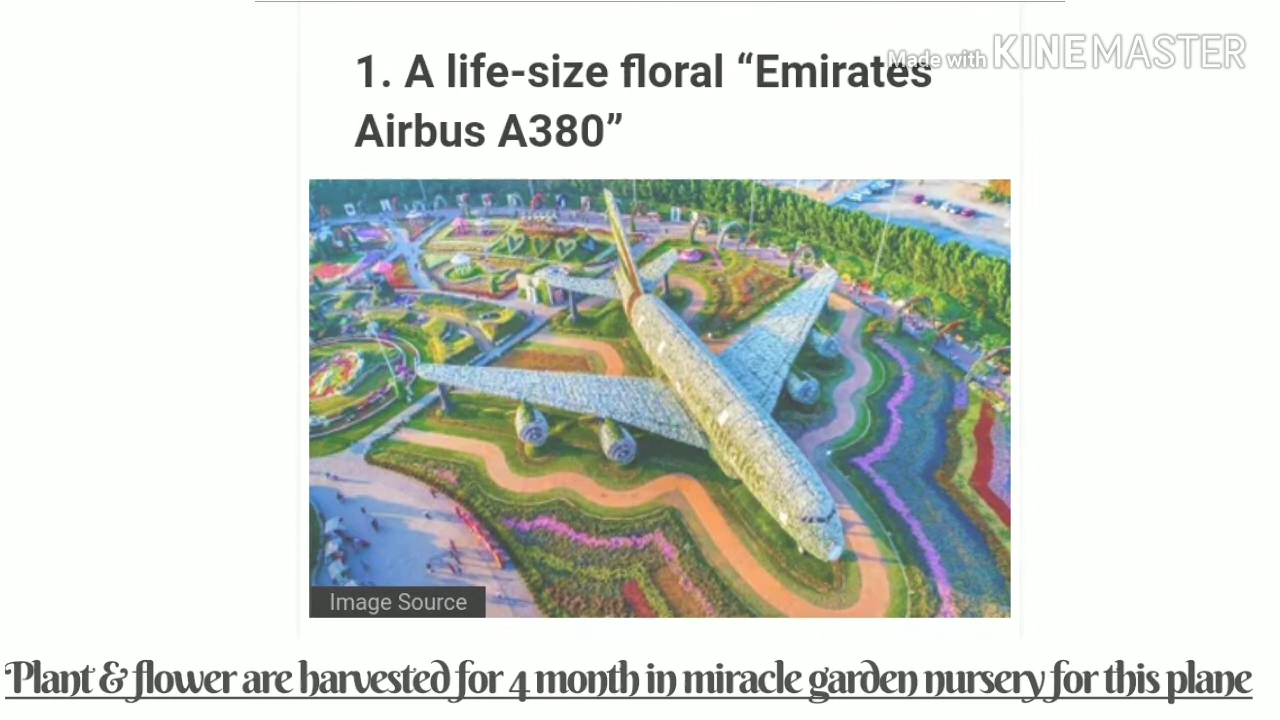 Made with KINEMASTER
1. A life-size floral “Emirates
Airbus A380”
Image Source
Plant & flower are harvested for 4 month in miracle garden nursery for this plane